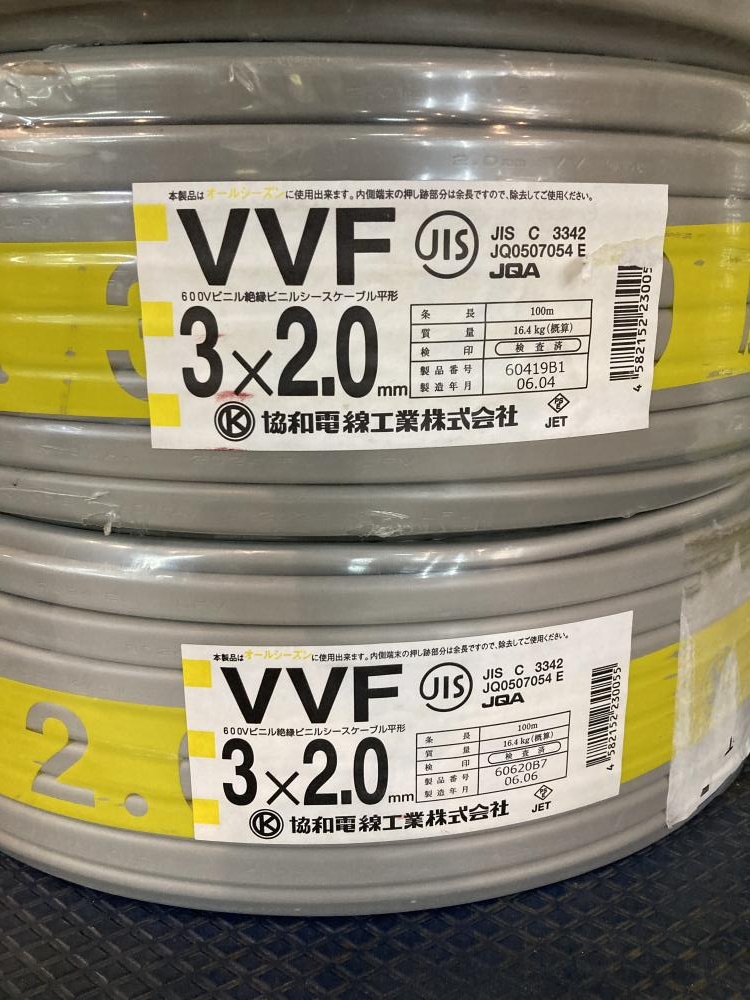 本製品はオールシーズンに使用出来ます。内側端末の押し跡部分は余長ですので、除去してご使用ください。
VVF
JIS
JIS C 3342
JQ0507054 E
JQA
600Vビニル絶縁ビニルシースケーブル平形
3×2.0mm
条長 100m
質量 16.4 kg (概算)
検印 検査済
製品番号 60419B1
製造年月 06.04
K 協和電線工業株式会社
JET
4 582152 23005
本製品はオールシーズンに使用出来ます。内側端末の押し跡部分は余長ですので、除去してご使用ください。
VVF
JIS
JIS C 3342
JQ0507054 E
JQA
600Vビニル絶縁ビニルシースケーブル平形
3×2.0mm
条長 100m
質量 16.4 kg (概算)
検印 検査済
製品番号 60620B7
製造年月 06.06
K 協和電線工業株式会社
JET
4 582152 230055
2.